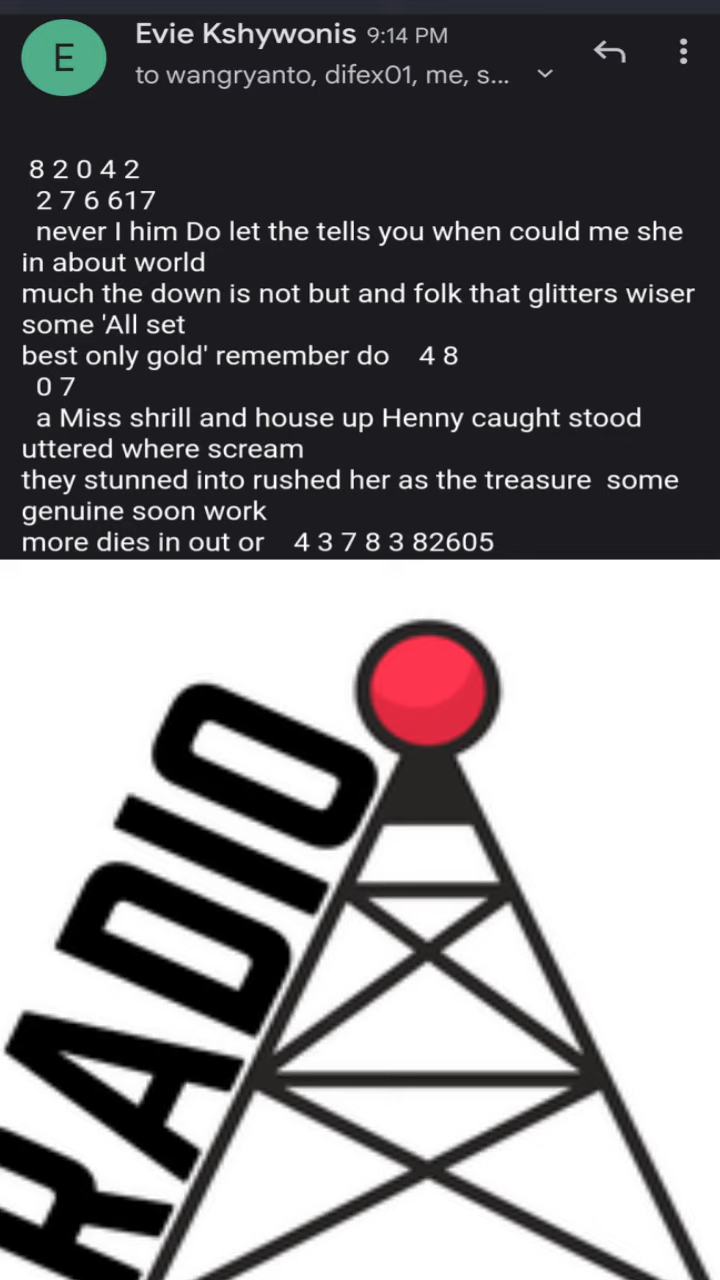 E
Evie Kshywonis 9:14 PM
to wangryanto, difex01, me, s...
8 2 0 4 2
2 7 6 617
never I him Do let the tells you when could me she
in about world
much the down is not but and folk that glitters wiser
some 'All set
best only gold' remember do 4 8
0 7
a Miss shrill and house up Henny caught stood
uttered where scream
they stunned into rushed her as the treasure some
genuine soon work
more dies in out or 4 3 7 8 3 82605
RADIO